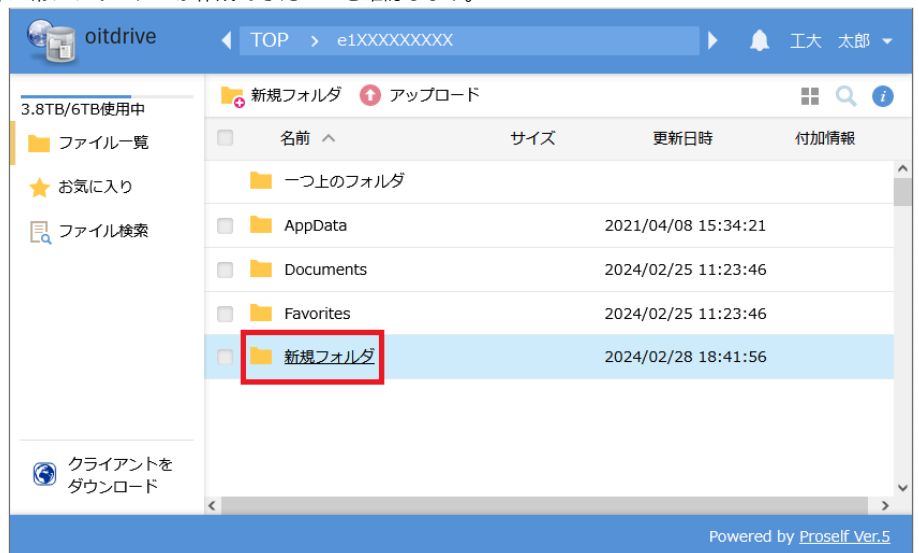 oitdrive
TOP > e1XXXXXXXXX
工大 太郎
3.8TB/6TB使用中
新規フォルダ アップロード
ファイル一覧
お気に入り
ファイル検索
名前 サイズ 更新日時 付加情報
一つ上のフォルダ
AppData 2021/04/08 15:34:21
Documents 2024/02/25 11:23:46
Favorites 2024/02/25 11:23:46
新規フォルダ 2024/02/28 18:41:56
クライアントを
ダウンロード
Powered by Proself Ver.5